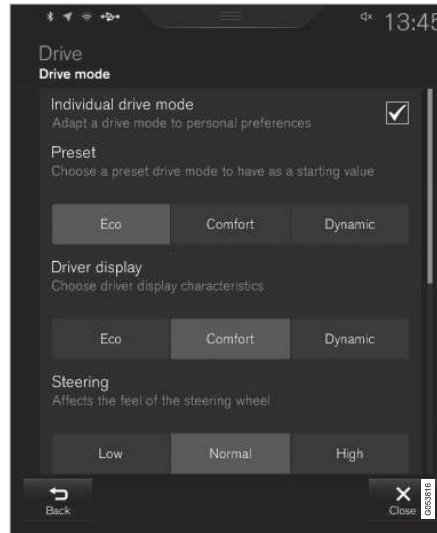 13:45
Drive
Drive mode
Individual drive mode
Adapt a drive mode to personal preferences
Preset
Choose a preset drive mode to have as a starting value
Eco Comfort Dynamic
Driver display
Choose driver display characteristics
Eco Comfort Dynamic
Steering
Affects the feel of the steering wheel
Low Normal High
Back Close
G053816